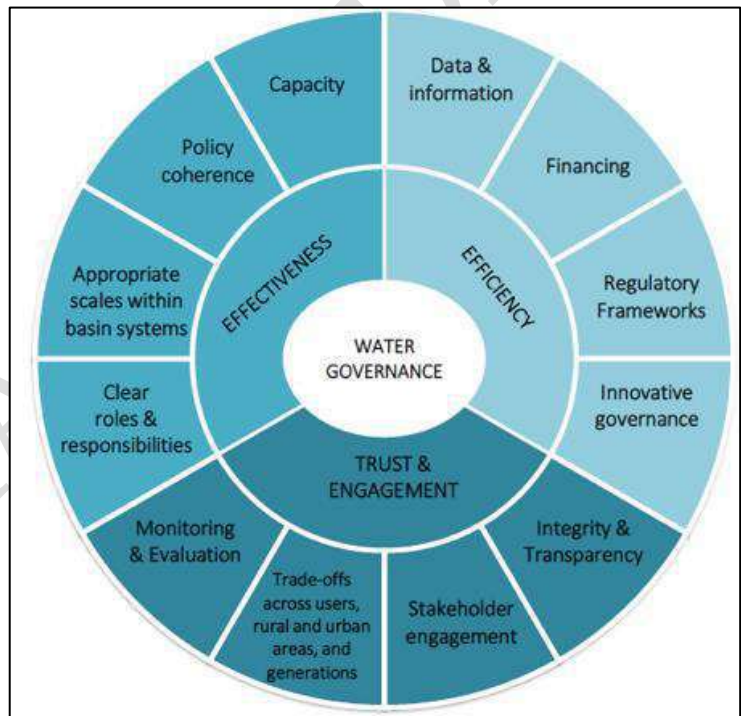 Capacity
Data &
information
Policy
coherence
Financing
Appropriate
scales within
basin systems
EFFECTIVENESS
EFFICIENCY
Regulatory
Frameworks
WATER
GOVERNANCE
Clear
roles &
responsibilities
Innovative
governance
TRUST &
ENGAGEMENT
Monitoring
& Evaluation
Integrity &
Transparency
Trade-offs
across users,
rural and urban
areas, and
generations
Stakeholder
engagement